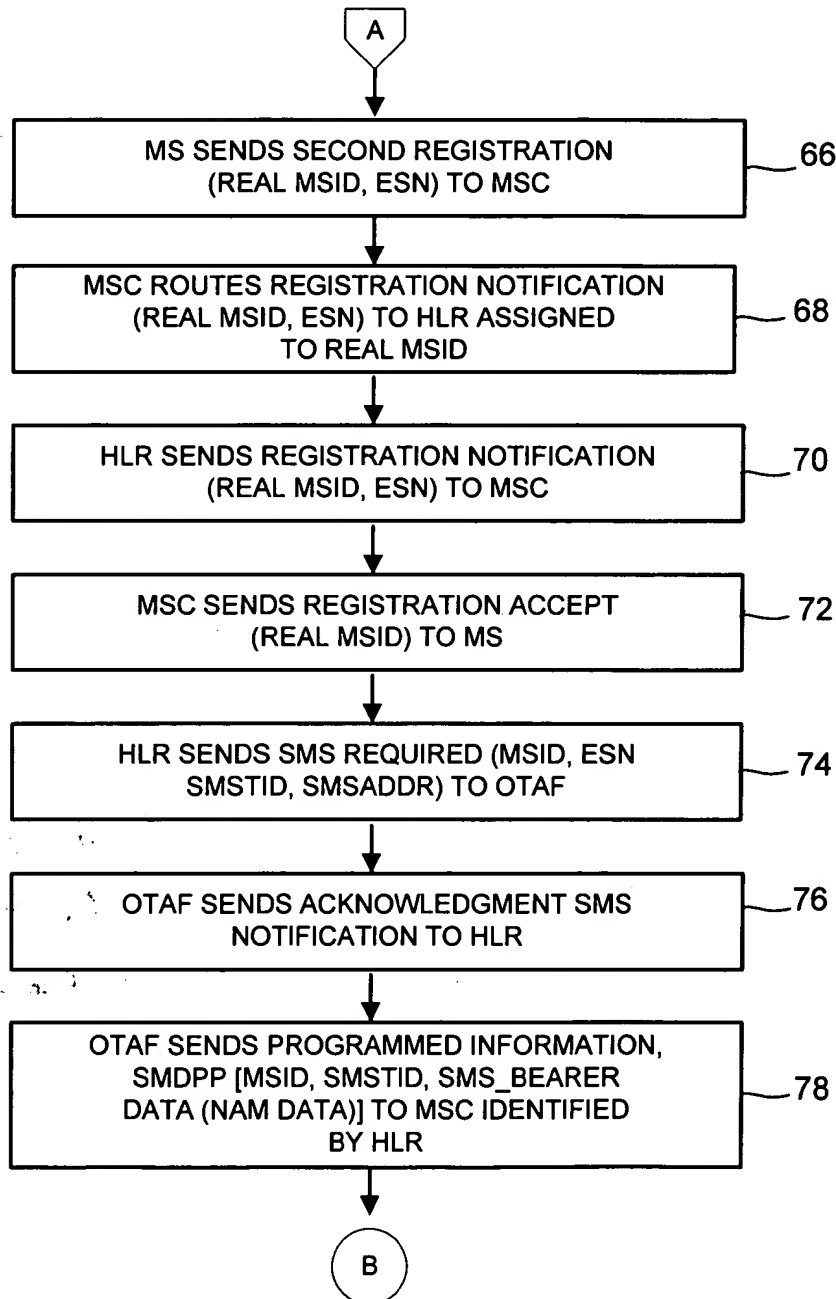 A
MS SENDS SECOND REGISTRATION
(REAL MSID, ESN) TO MSC
66
MSC ROUTES REGISTRATION NOTIFICATION
(REAL MSID, ESN) TO HLR ASSIGNED
TO REAL MSID
68
HLR SENDS REGISTRATION NOTIFICATION
(REAL MSID, ESN) TO MSC
70
MSC SENDS REGISTRATION ACCEPT
(REAL MSID) TO MS
72
HLR SENDS SMS REQUIRED (MSID, ESN
SMSTID, SMSADDR) TO OTAF
74
OTAF SENDS ACKNOWLEDGMENT SMS
NOTIFICATION TO HLR
76
OTAF SENDS PROGRAMMED INFORMATION,
SMDPP [MSID, SMSTID, SMS_BEARER
DATA (NAM DATA)] TO MSC IDENTIFIED
BY HLR
78
B